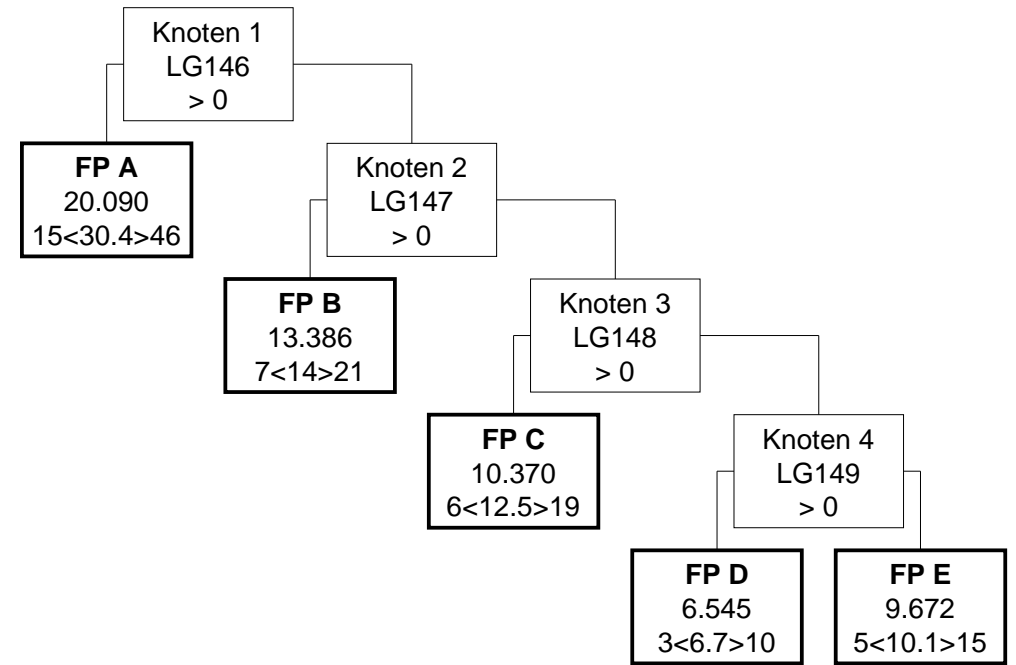 Knoten 1
LG146
> 0
FP A
20.090
15<30.4>46
Knoten 2
LG147
> 0
FP B
13.386
7<14>21
Knoten 3
LG148
> 0
FP C
10.370
6<12.5>19
Knoten 4
LG149
> 0
FP D
6.545
3<6.7>10
FP E
9.672
5<10.1>15